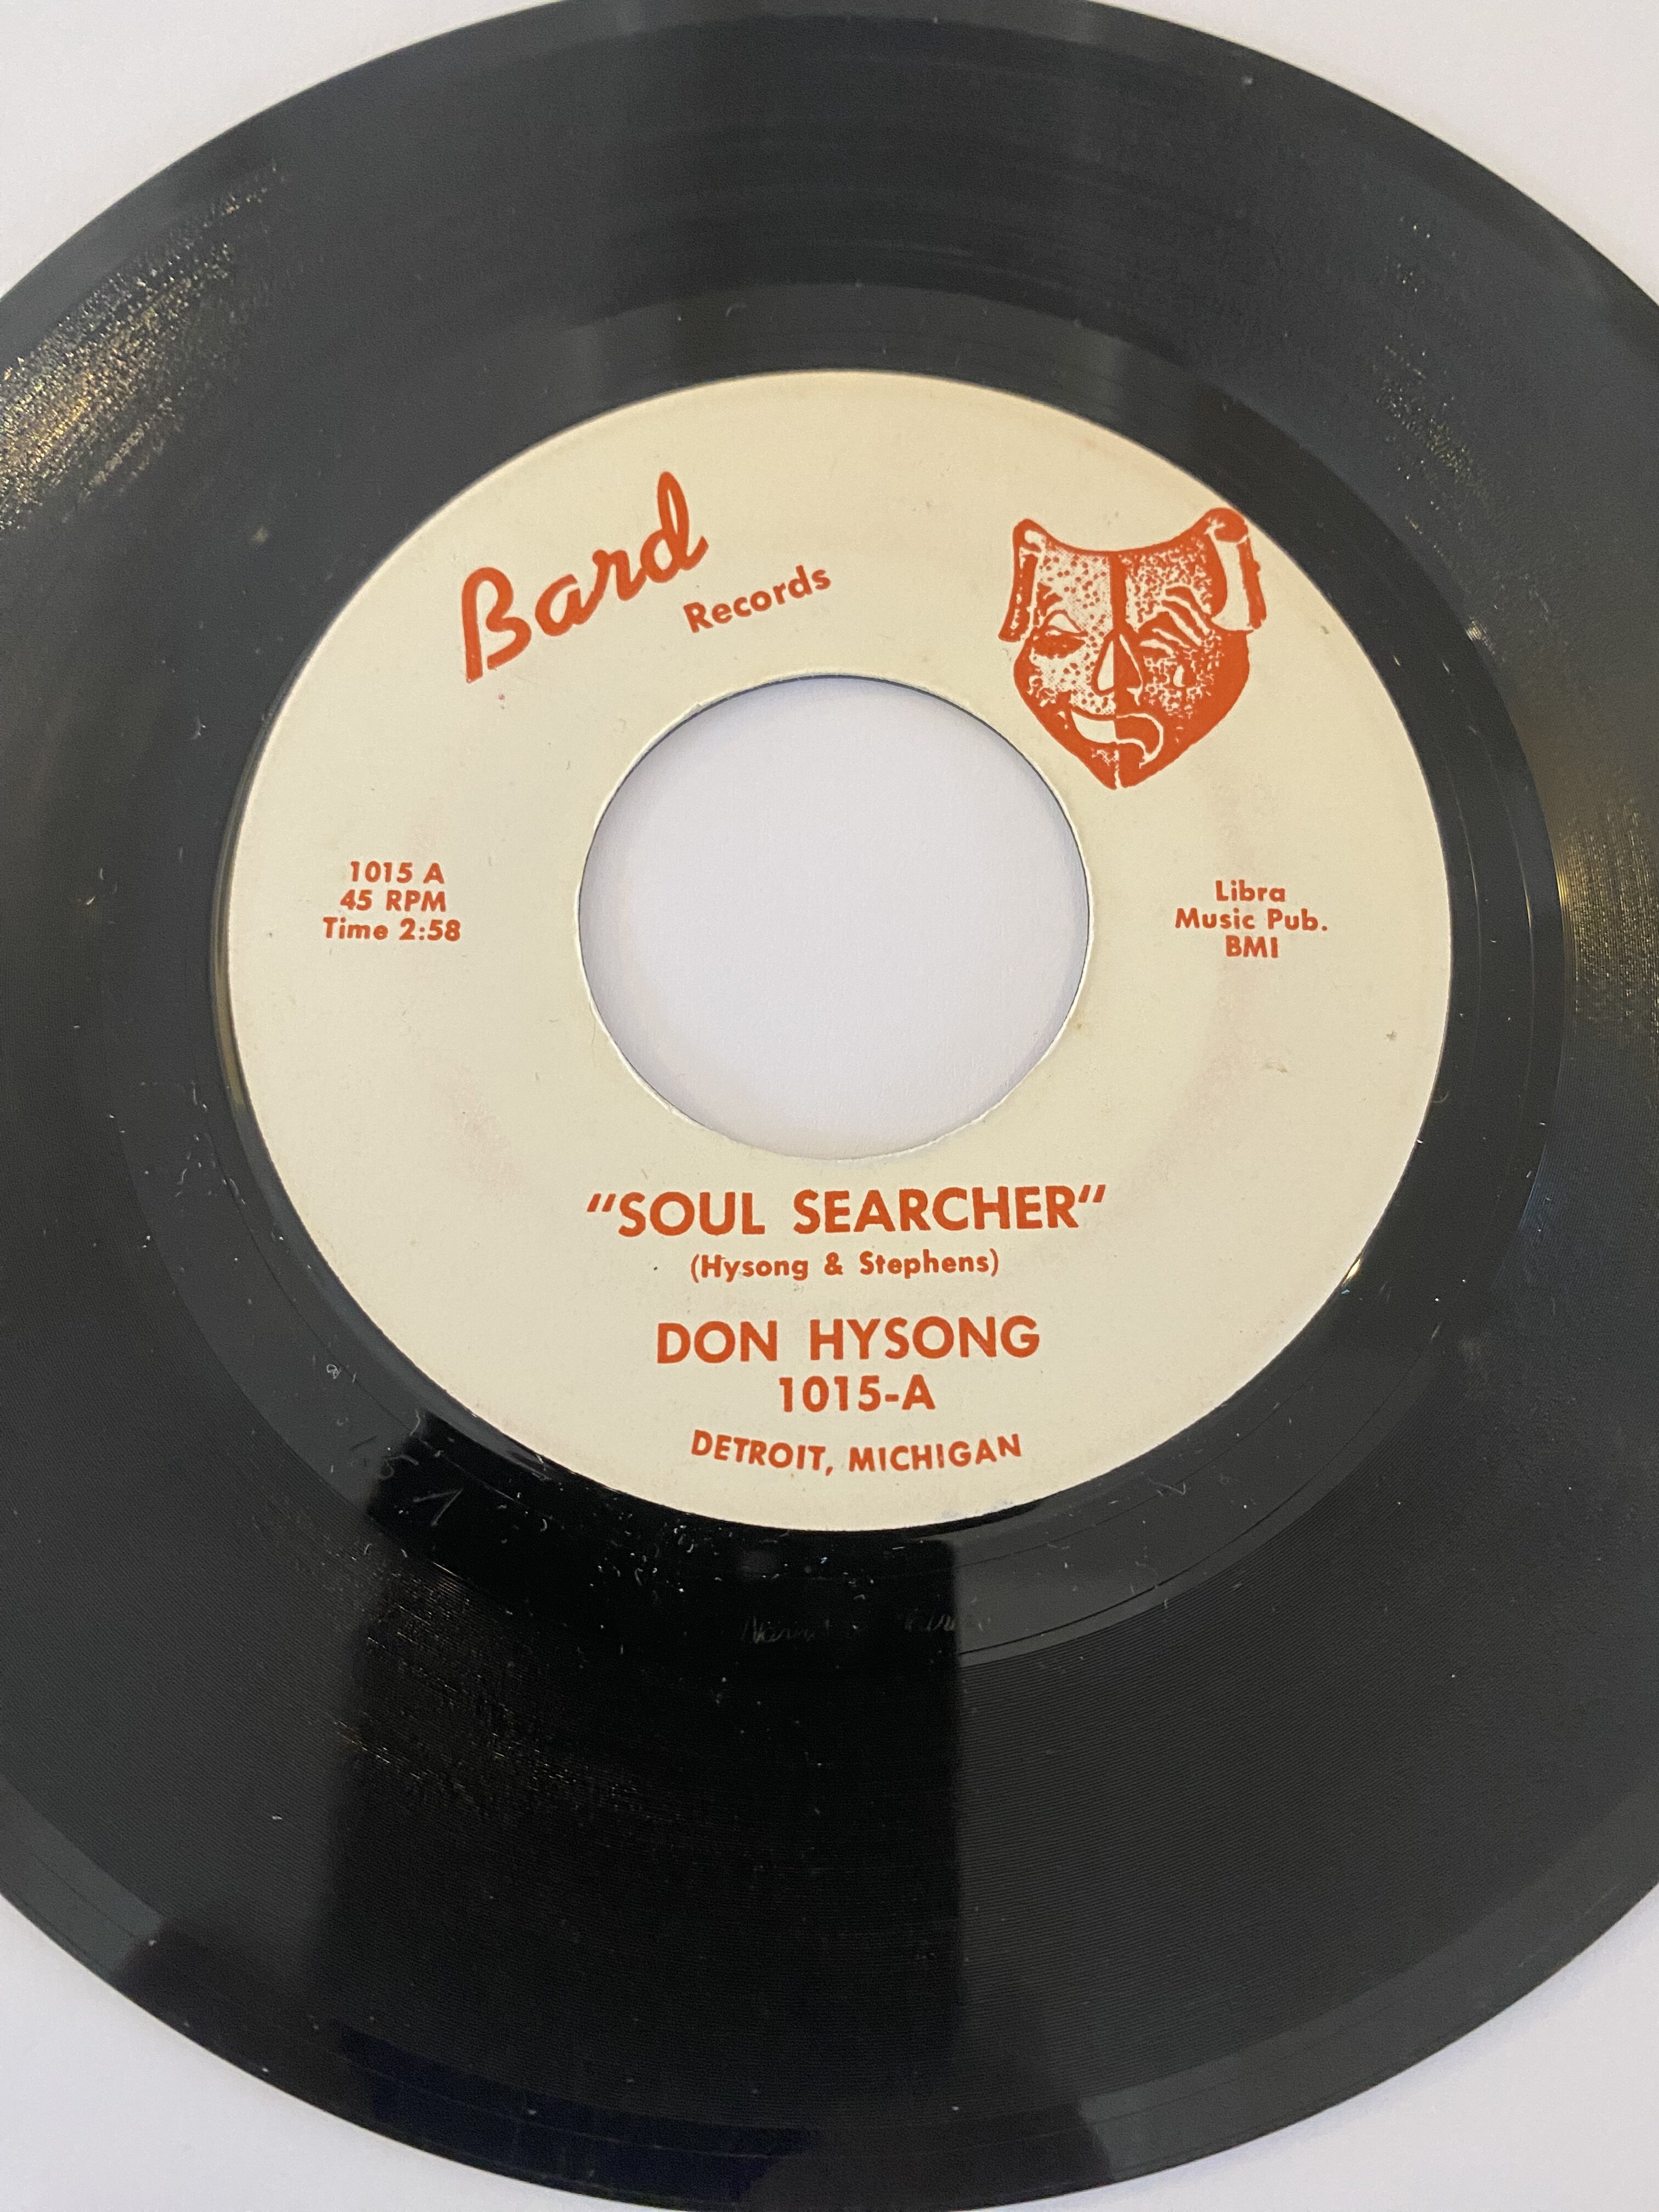 Bard
Records
1015 A
45 RPM
Time 2:58
Libra
Music Pub.
BMI
"SOUL SEARCHER"
(Hysong & Stephens)
DON HYSONG
1015-A
DETROIT, MICHIGAN